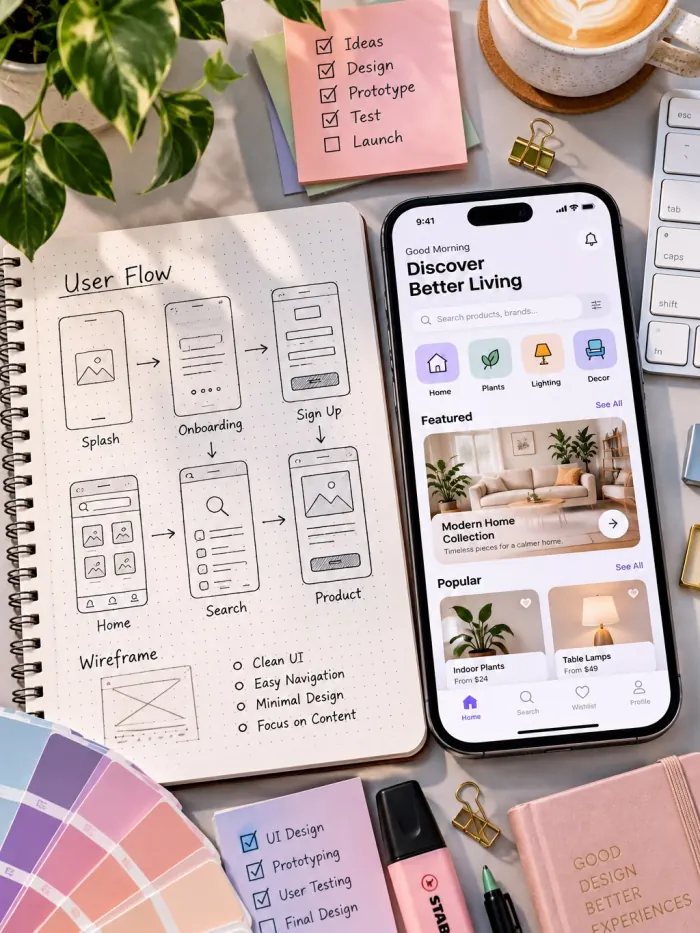 Ideas
Design
Prototype
Test
Launch
User Flow
Splash
Onboarding
Sign Up
Home
Search
Product
Wireframe
Clean UI
Easy Navigation
Minimal Design
Focus on Content
9:41
Good Morning
Discover
Better Living
Search products, brands...
Home
Plants
Lighting
Decor
Featured
See All
Modern Home
Collection
Timeless pieces for a calmer home.
Popular
See All
Indoor Plants
From $24
Table Lamps
From $49
Home
Search
Wishlist
Profile
esc
tab
caps
shift
fn
UI Design
Prototyping
User Testing
Final Design
STAB
GOOD
DESIGN
BETTER
EXPERIENCES